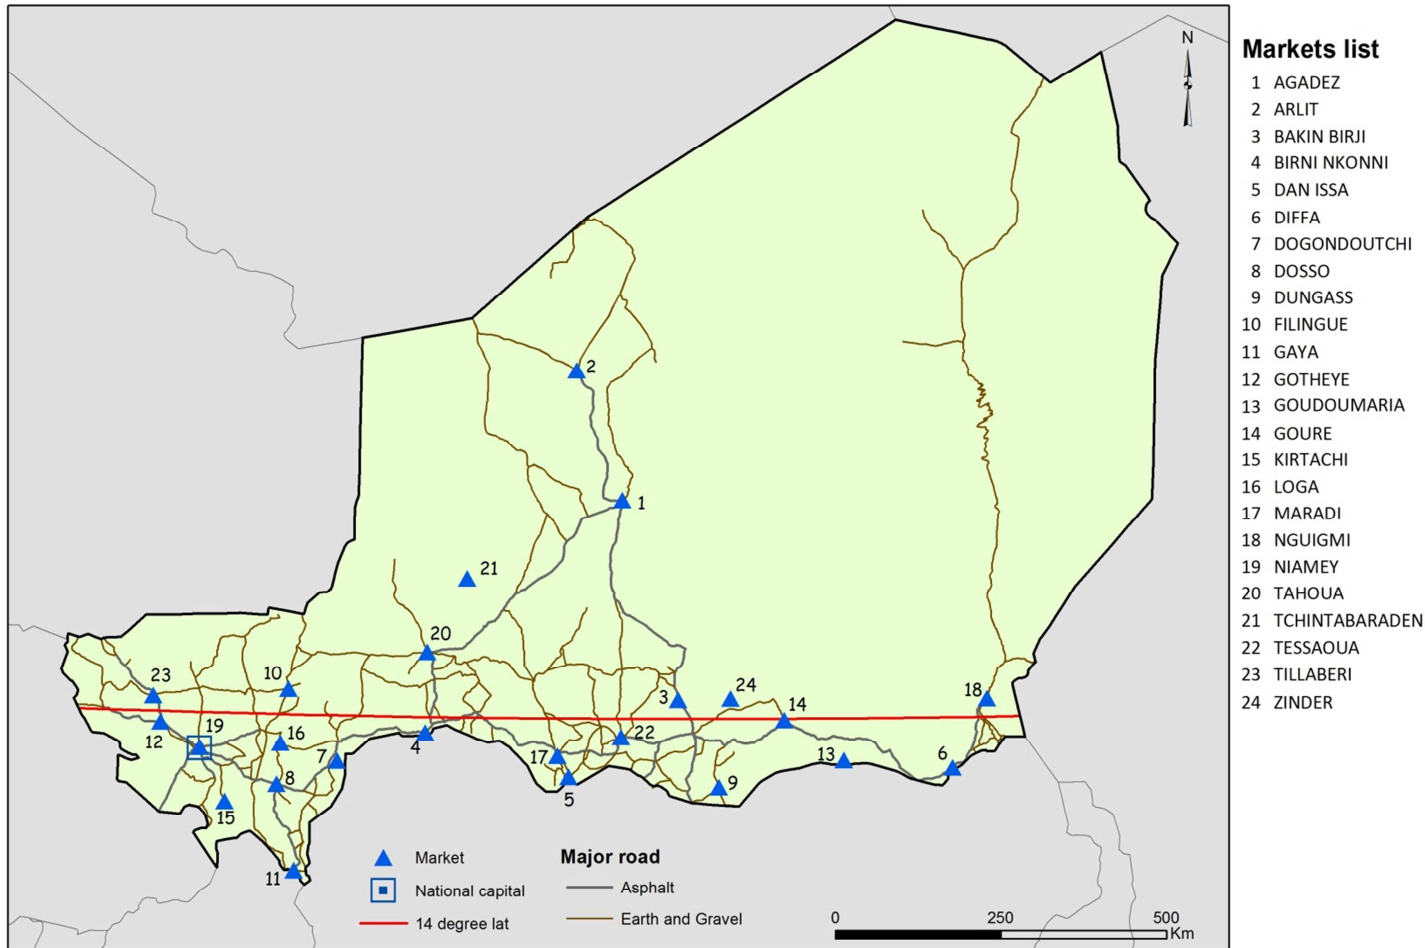 N
Markets list
1 AGADEZ
2 ARLIT
3 BAKIN BIRJI
4 BIRNI NKONNI
5 DAN ISSA
6 DIFFA
7 DOGONDOUTCHI
8 DOSSO
9 DUNGASS
10 FILINGUE
11 GAYA
12 GOTHEYE
13 GOUDOUMARIA
14 GOURE
15 KIRTACHI
16 LOGA
17 MARADI
18 NGUIGMI
19 NIAMEY
20 TAHOUA
21 TCHINTABARADEN
22 TESSAOUA
23 TILLABERI
24 ZINDER
2
1
21
20
23
10
3
24
14
18
12
19
16
7
4
17
22
13
6
8
5
9
15
11
Market
National capital
14 degree lat
Major road
Asphalt
Earth and Gravel
0 250 500
Km